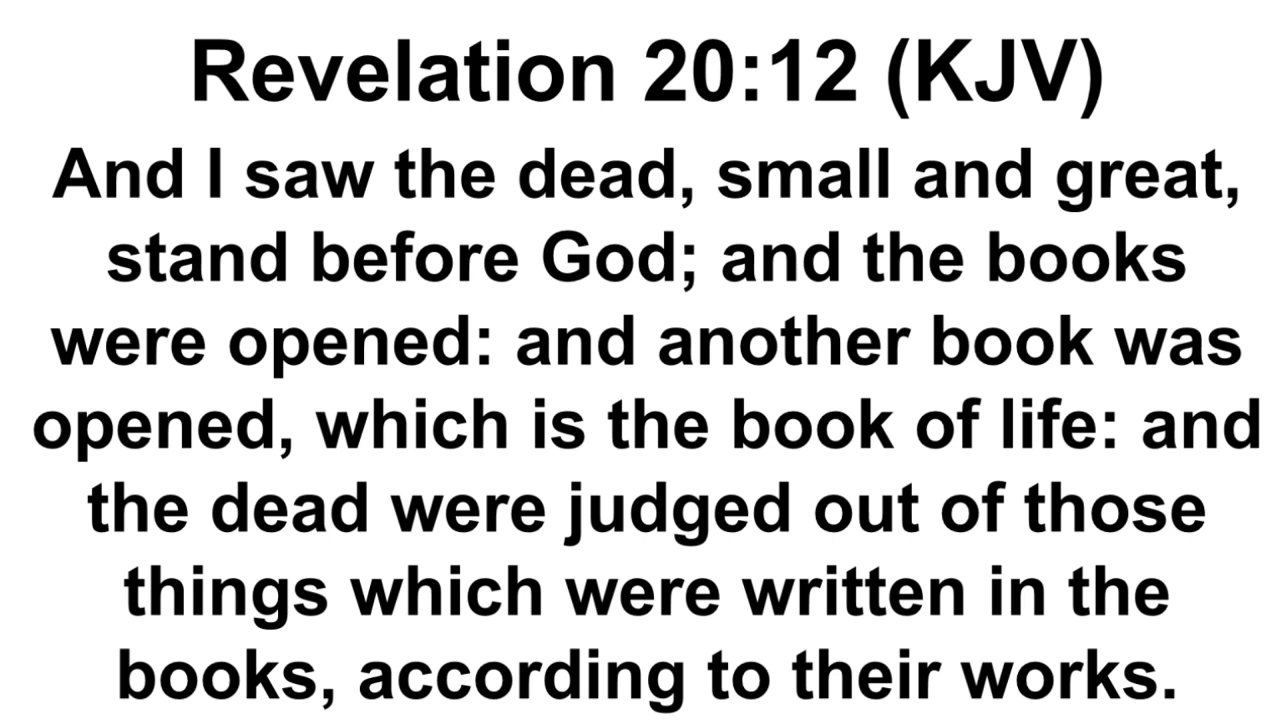 Revelation 20:12 (KJV)
And I saw the dead, small and great,
stand before God; and the books
were opened: and another book was
opened, which is the book of life: and
the dead were judged out of those
things which were written in the
books, according to their works.